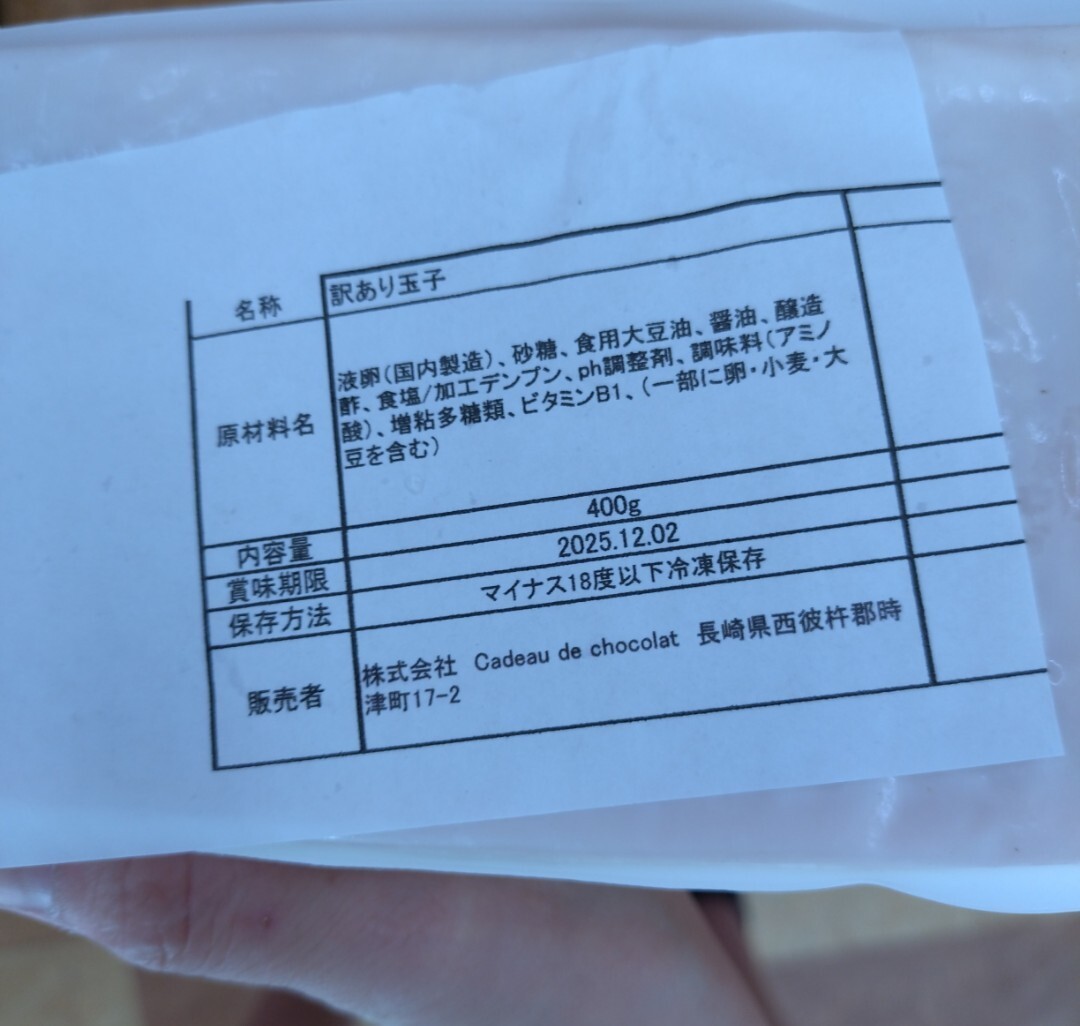 名称 訳あり玉子
原材料名
液卵(国内製造)、砂糖、食用大豆油、醤油、醸造
酢、食塩/加工デンプン、ph調整剤、調味料(アミノ
酸)、増粘多糖類、ビタミンB1、(一部に卵・小麦・大
豆を含む)
内容量 400g
賞味期限 2025.12.02
保存方法 マイナス18度以下冷凍保存
販売者
株式会社 Cadeau de chocolat 長崎県西彼杵郡時
津町17-2